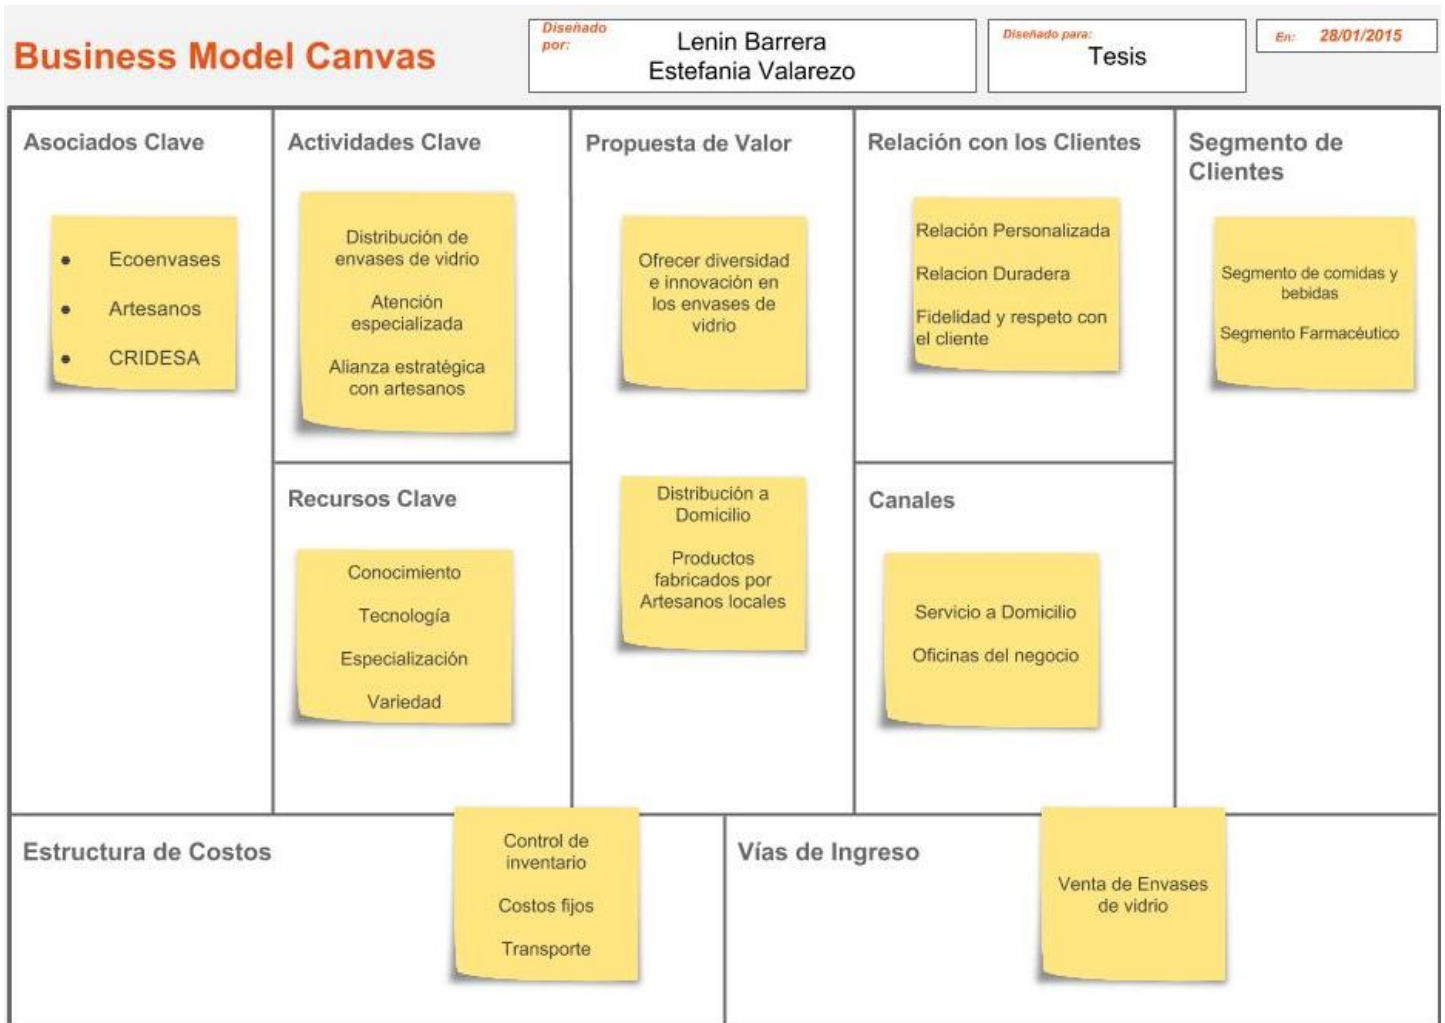 Business Model Canvas
Diseñado
por:
Lenin Barrera
Estefania Valarezo
Diseñado para:
Tesis
En: 28/01/2015
Asociados Clave
● Ecoenvases
● Artesanos
● CRIDESA
Actividades Clave
Distribución de
envases de vidrio
Atención
especializada
Alianza estratégica
con artesanos
Recursos Clave
Conocimiento
Tecnología
Especialización
Variedad
Propuesta de Valor
Ofrecer diversidad
e innovación en
los envases de
vidrio
Distribución a
Domicilio
Productos
fabricados por
Artesanos locales
Relación con los Clientes
Relación Personalizada
Relacion Duradera
Fidelidad y respeto con
el cliente
Canales
Servicio a Domicilio
Oficinas del negocio
Segmento de
Clientes
Segmento de comidas y
bebidas
Segmento Farmacéutico
Estructura de Costos
Control de
inventario
Costos fijos
Transporte
Vías de Ingreso
Venta de Envases
de vidrio